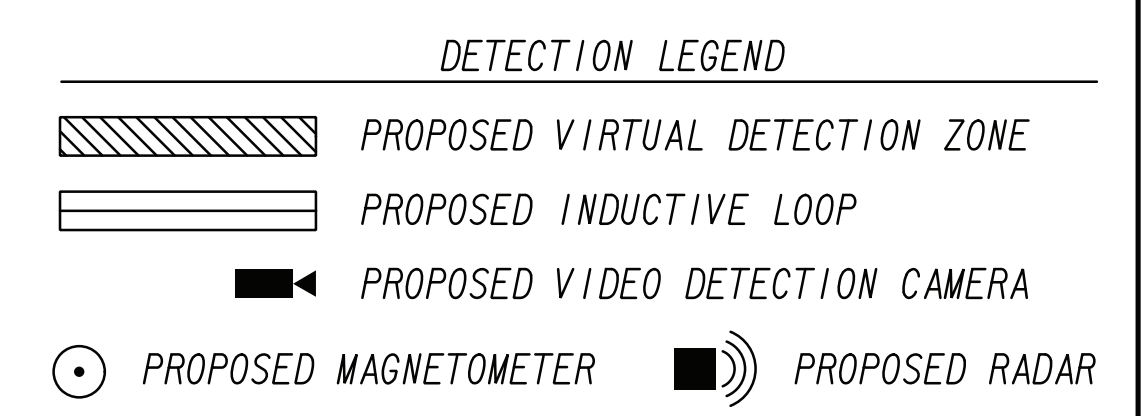 DETECTION LEGEND
PROPOSED VIRTUAL DETECTION ZONE
PROPOSED INDUCTIVE LOOP
PROPOSED VIDEO DETECTION CAMERA
PROPOSED MAGNETOMETER PROPOSED RADAR